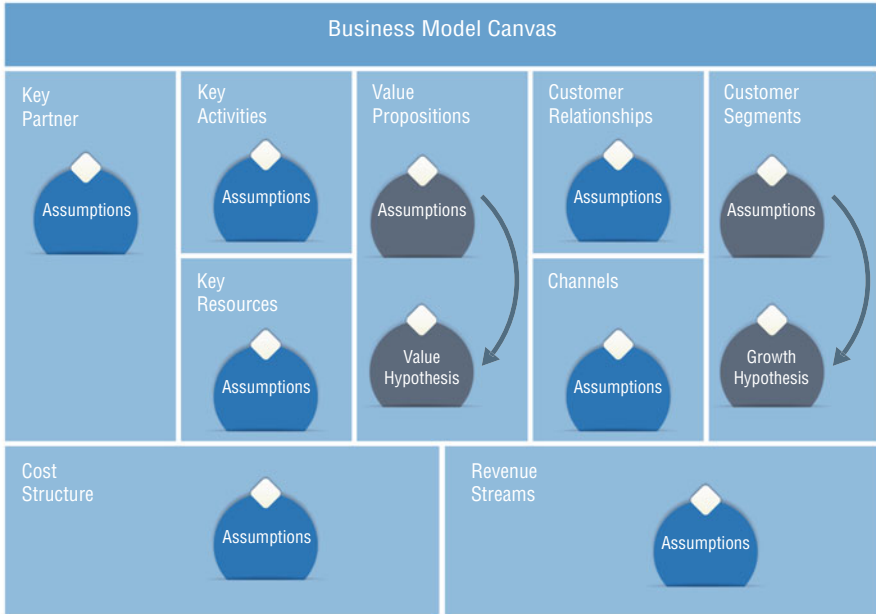 Business Model Canvas
Key
Partner
Assumptions
Key
Activities
Assumptions
Key
Resources
Assumptions
Value
Propositions
Assumptions
Value
Hypothesis
Customer
Relationships
Assumptions
Channels
Assumptions
Customer
Segments
Assumptions
Growth
Hypothesis
Cost
Structure
Assumptions
Revenue
Streams
Assumptions